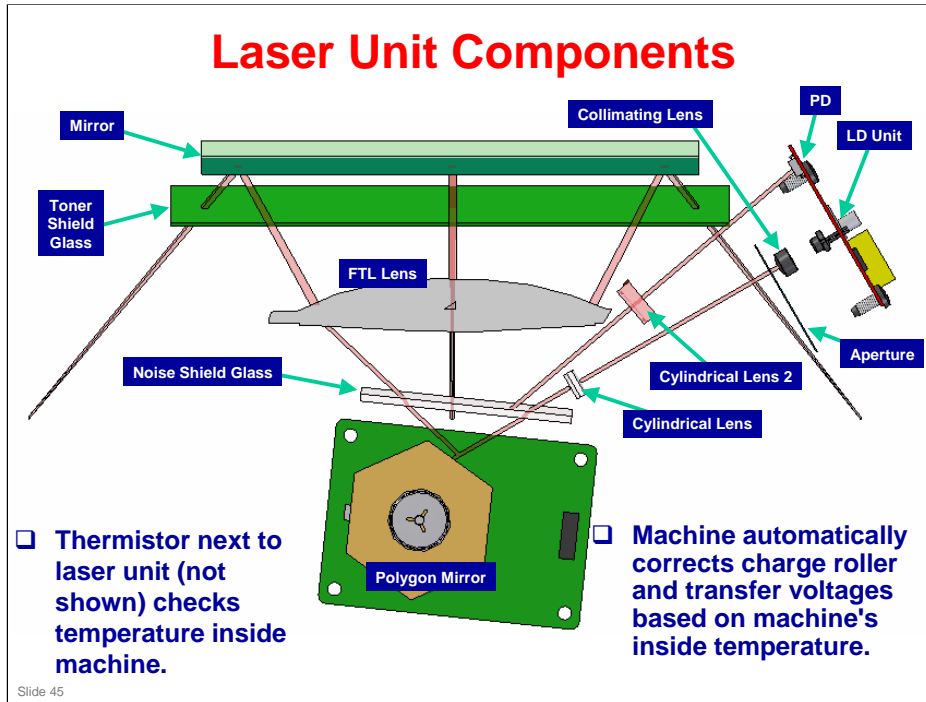 Laser Unit Components
PD
Collimating Lens
LD Unit
Mirror
Toner
Shield
Glass
FTL Lens
Aperture
Noise Shield Glass
Cylindrical Lens 2
Cylindrical Lens
Polygon Mirror
❑ Thermistor next to
laser unit (not
shown) checks
temperature inside
machine.
❑ Machine automatically
corrects charge roller
and transfer voltages
based on machine's
inside temperature.
Slide 45